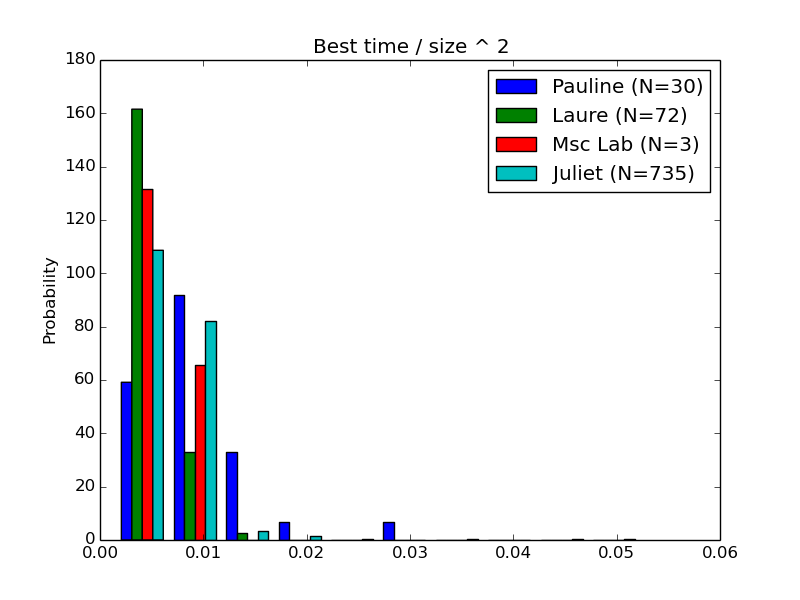 Best time / size ^ 2
180
160
140
120
100
80
60
40
20
0
Probability
Pauline (N=30)
Laure (N=72)
Msc Lab (N=3)
Juliet (N=735)
0.00 0.01 0.02 0.03 0.04 0.05 0.06